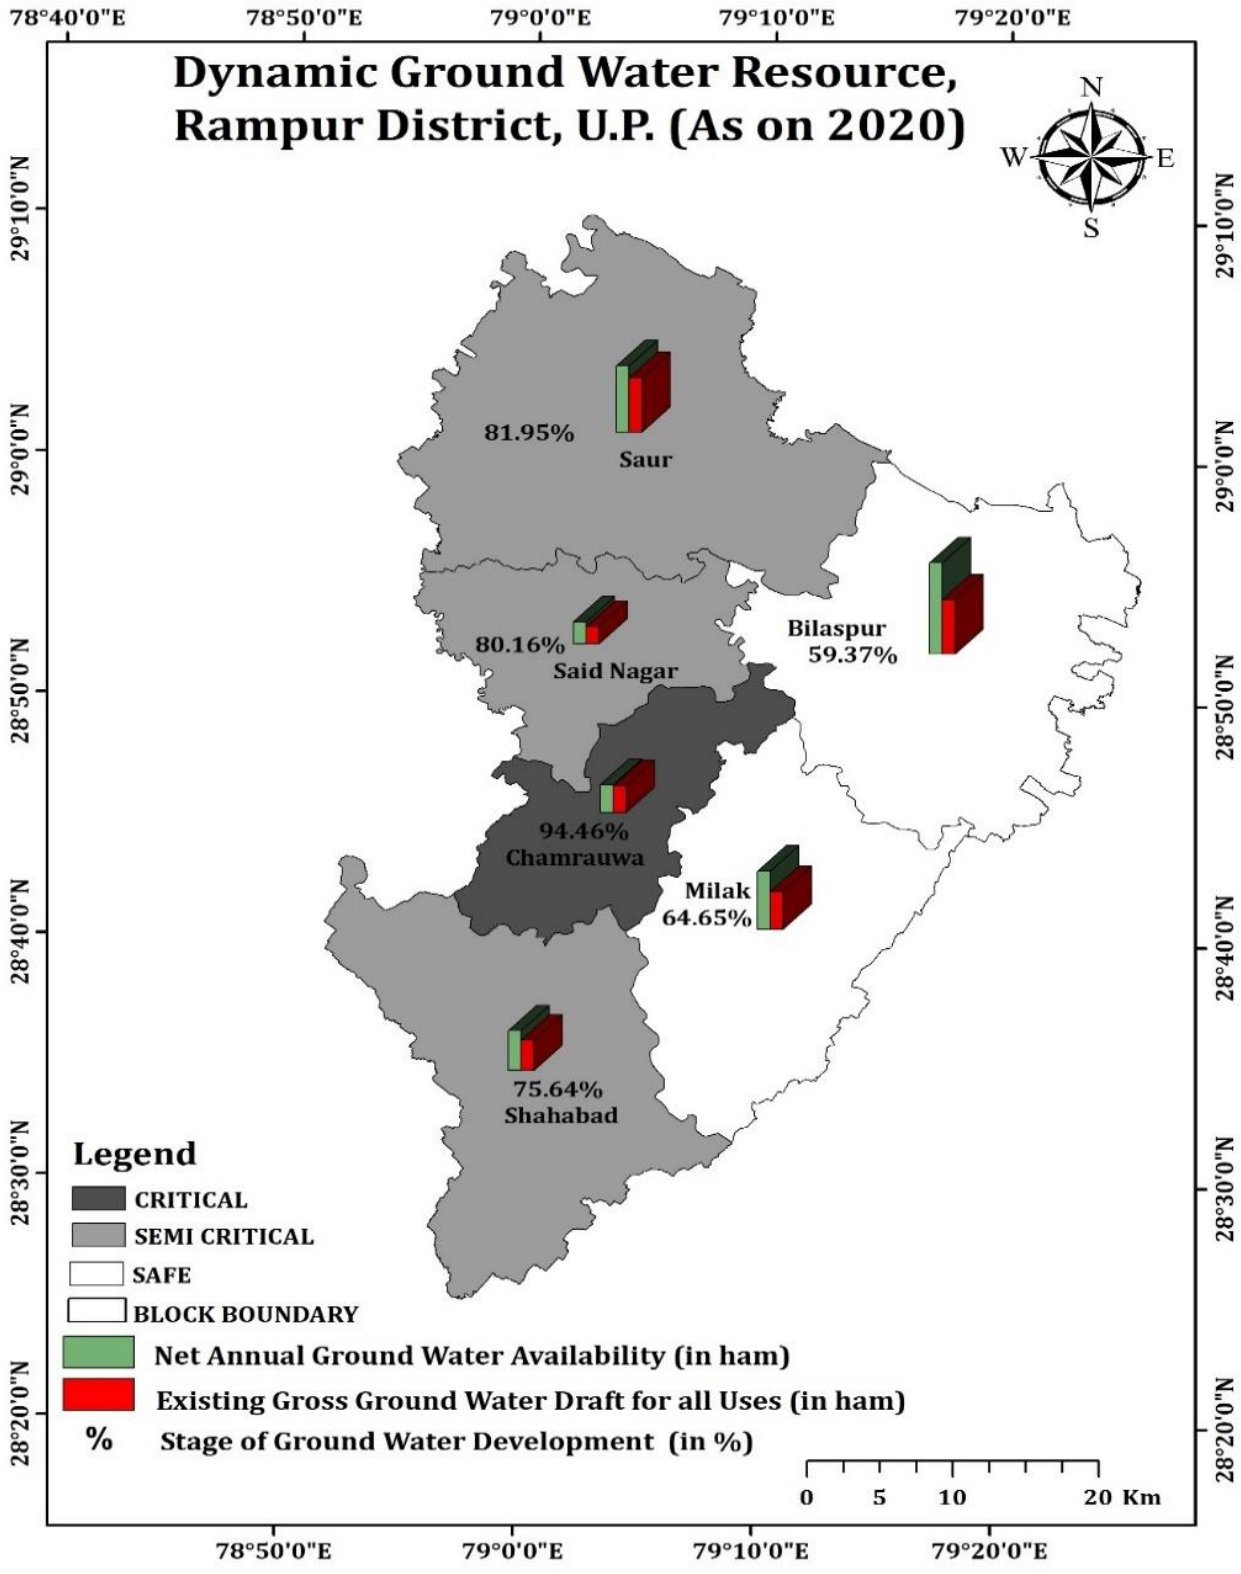 78°40'0"E 78°50'0"E 79°0'0"E 79°10'0"E 79°20'0"E
Dynamic Ground Water Resource,
Rampur District, U.P. (As on 2020)
N
W E
S
29°10'0"N 29°10'0"N
81.95%
Saur
29°0'0"N 29°0'0"N
Bilaspur
59.37%
80.16%
Said Nagar
28°50'0"N 28°50'0"N
94.46%
Chamrauwa
Milak
64.65%
28°40'0"N 28°40'0"N
75.64%
Shahabad
28°30'0"N 28°30'0"N
Legend
CRITICAL
SEMI CRITICAL
SAFE
BLOCK BOUNDARY
Net Annual Ground Water Availability (in ham)
Existing Gross Ground Water Draft for all Uses (in ham)
% Stage of Ground Water Development (in %)
28°20'0"N 28°20'0"N
0 5 10 20 Km
78°50'0"E 79°0'0"E 79°10'0"E 79°20'0"E